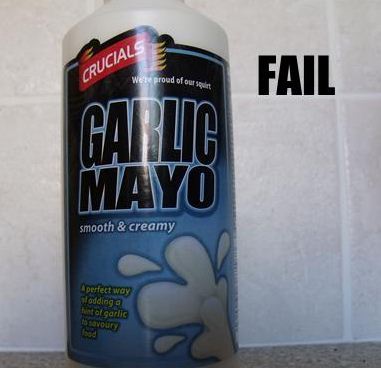 CRUCIALS
We're proud of our squirt
FAIL
GARLIC
MAYO
smooth & creamy
A perfect way
of adding a
hint of garlic
to savoury
food